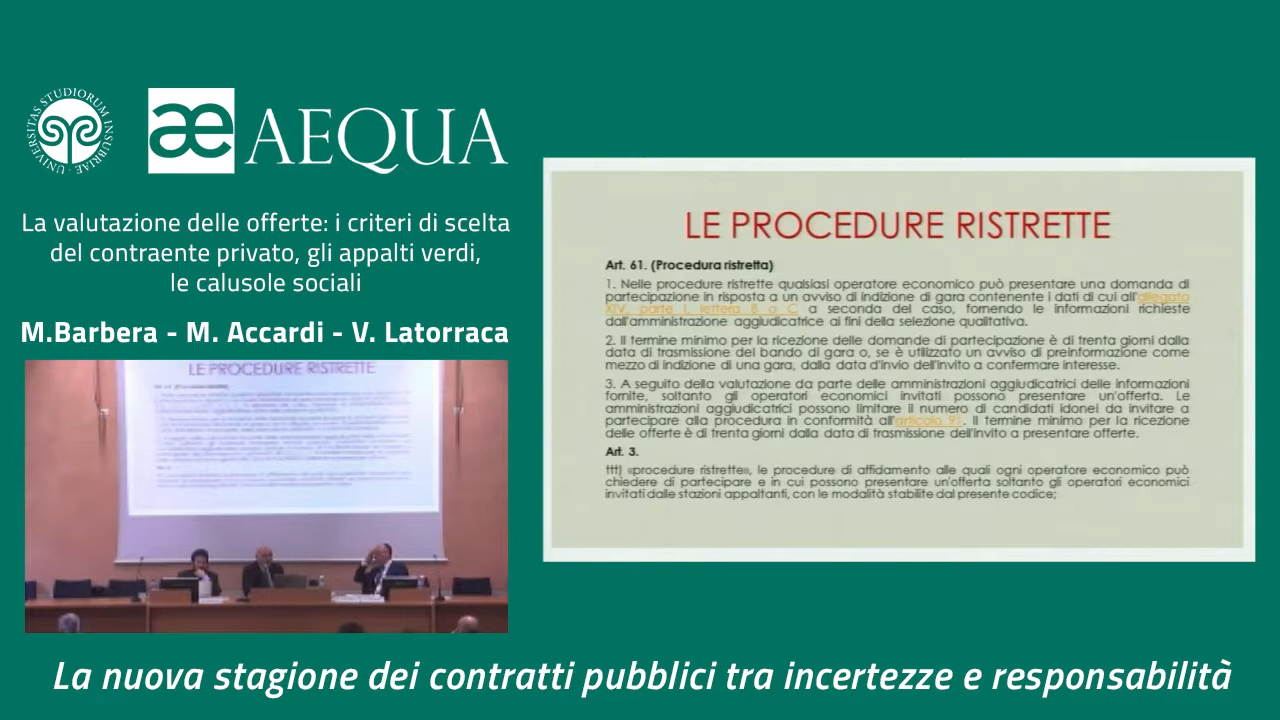 UNIVERSITAS STUDIORUM INSUBRIAE
æ AEQUA
La valutazione delle offerte: i criteri di scelta
del contraente privato, gli appalti verdi,
le calusole sociali
M.Barbera - M. Accardi - V. Latorraca
LE PROCEDURE RISTRETTE
LE PROCEDURE RISTRETTE
Art. 61. (Procedura ristretta)
1. Nelle procedure ristrette qualsiasi operatore economico può presentare una domanda di
partecipazione in risposta a un avviso di indizione di gara contenente i dati di cui all'allegato
XIV, parte I, lettera B o C a seconda del caso, fornendo le informazioni richieste
dall'amministrazione aggiudicatrice ai fini della selezione qualitativa.
2. Il termine minimo per la ricezione delle domande di partecipazione è di trenta giorni dalla
data di trasmissione del bando di gara o, se è utilizzato un avviso di preinformazione come
mezzo di indizione di una gara, dalla data d'invio dell'invito a confermare interesse.
3. A seguito della valutazione da parte delle amministrazioni aggiudicatrici delle informazioni
fornite, soltanto gli operatori economici invitati possono presentare un'offerta. Le
amministrazioni aggiudicatrici possono limitare il numero di candidati idonei da invitare a
partecipare alla procedura in conformità all'articolo 91. Il termine minimo per la ricezione
delle offerte è di trenta giorni dalla data di trasmissione dell'invito a presentare offerte.
Art. 3.
ttt) «procedure ristrette», le procedure di affidamento alle quali ogni operatore economico può
chiedere di partecipare e in cui possono presentare un'offerta soltanto gli operatori economici
invitati dalle stazioni appaltanti, con le modalità stabilite dal presente codice;
La nuova stagione dei contratti pubblici tra incertezze e responsabilità